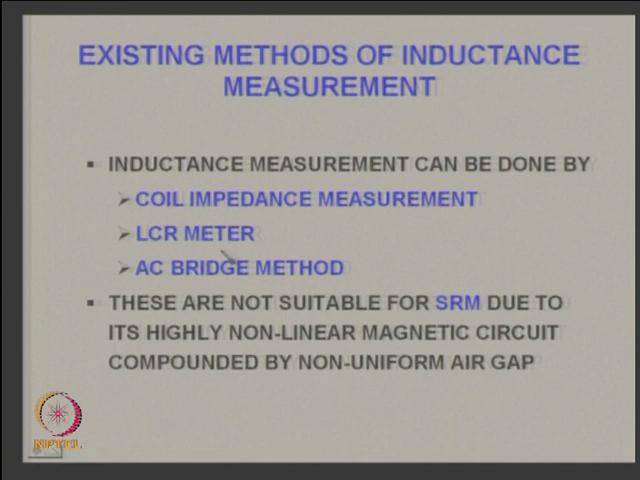 EXISTING METHODS OF INDUCTANCE
MEASUREMENT
INDUCTANCE MEASUREMENT CAN BE DONE BY
COIL IMPEDANCE MEASUREMENT
LCR METER
AC BRIDGE METHOD
THESE ARE NOT SUITABLE FOR SRM DUE TO
ITS HIGHLY NON-LINEAR MAGNETIC CIRCUIT
COMPOUNDED BY NON-UNIFORM AIR GAP
NPTEL